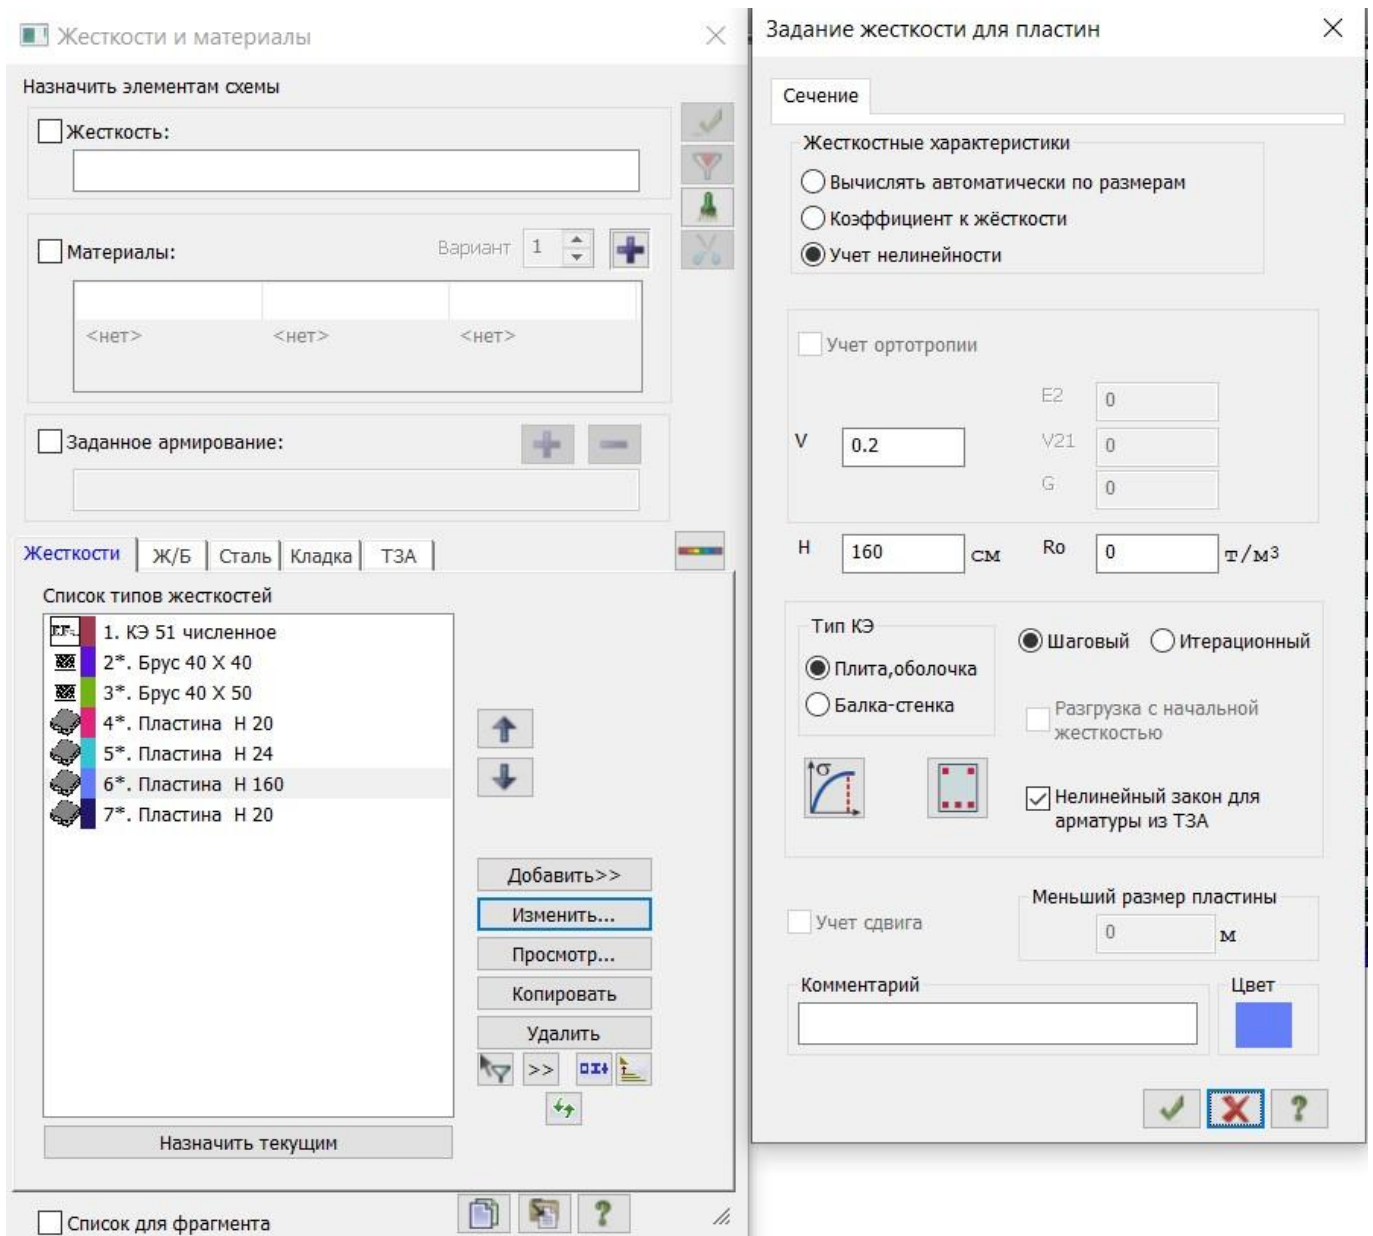 Жесткости и материалы
Назначить элементам схемы
Жесткость:
Материалы:
Вариант 1
<нет> <нет> <нет>
Заданное армирование:
Жесткости Ж/Б Сталь Кладка ТЗА
Список типов жесткостей
1. КЭ 51 численное
2*. Брус 40 X 40
3*. Брус 40 X 50
4*. Пластина H 20
5*. Пластина H 24
6*. Пластина H 160
7*. Пластина H 20
Добавить>>
Изменить...
Просмотр...
Копировать
Удалить
>>
Назначить текущим
Список для фрагмента
?
Задание жесткости для пластин
Сечение
Жесткостные характеристики
Вычислять автоматически по размерам
Коэффициент к жёсткости
Учет нелинейности
Учет ортотропии
E2 0
V 0.2
V21 0
G 0
H 160 см
Ro 0 т/м3
Тип КЭ
Плита,оболочка
Балка-стенка
Шаговый Итерационный
Разгрузка с начальной
жесткостью
σ
Нелинейный закон для
арматуры из ТЗА
Учет сдвига
Меньший размер пластины
0 м
Комментарий
Цвет
?